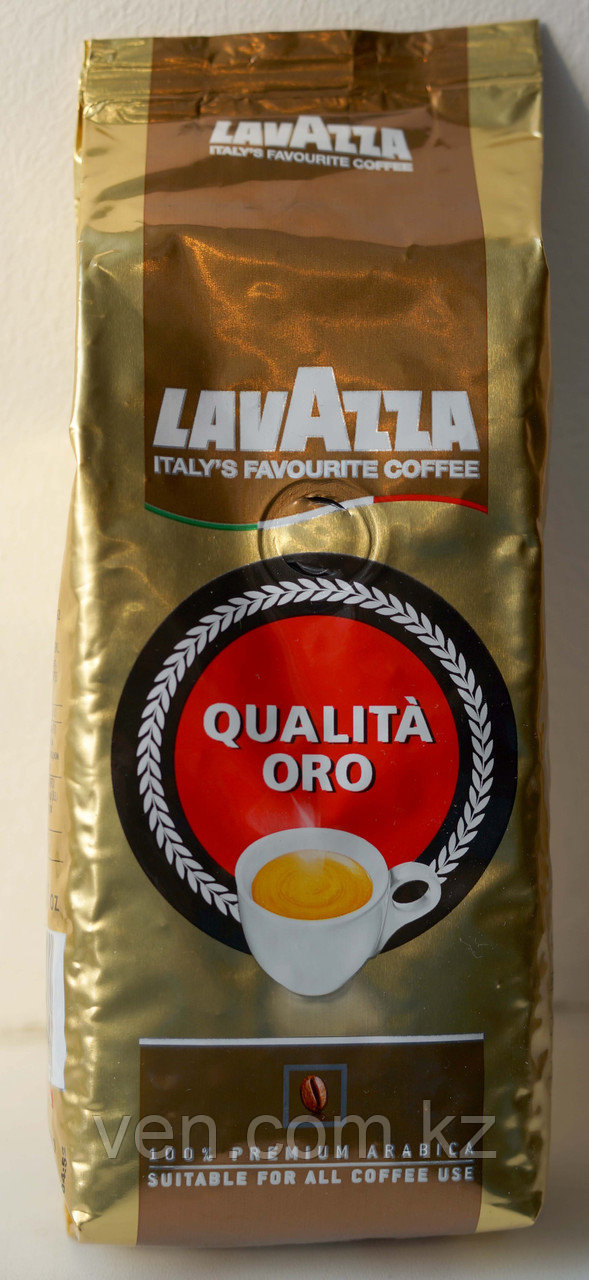 LAVAZZA
ITALY'S FAVOURITE COFFEE
LAVAZZA
ITALY'S FAVOURITE COFFEE
QUALITÀ
ORO
OZ.
ven.com.kz
100% PREMIUM ARABICA
SUITABLE FOR ALL COFFEE USE